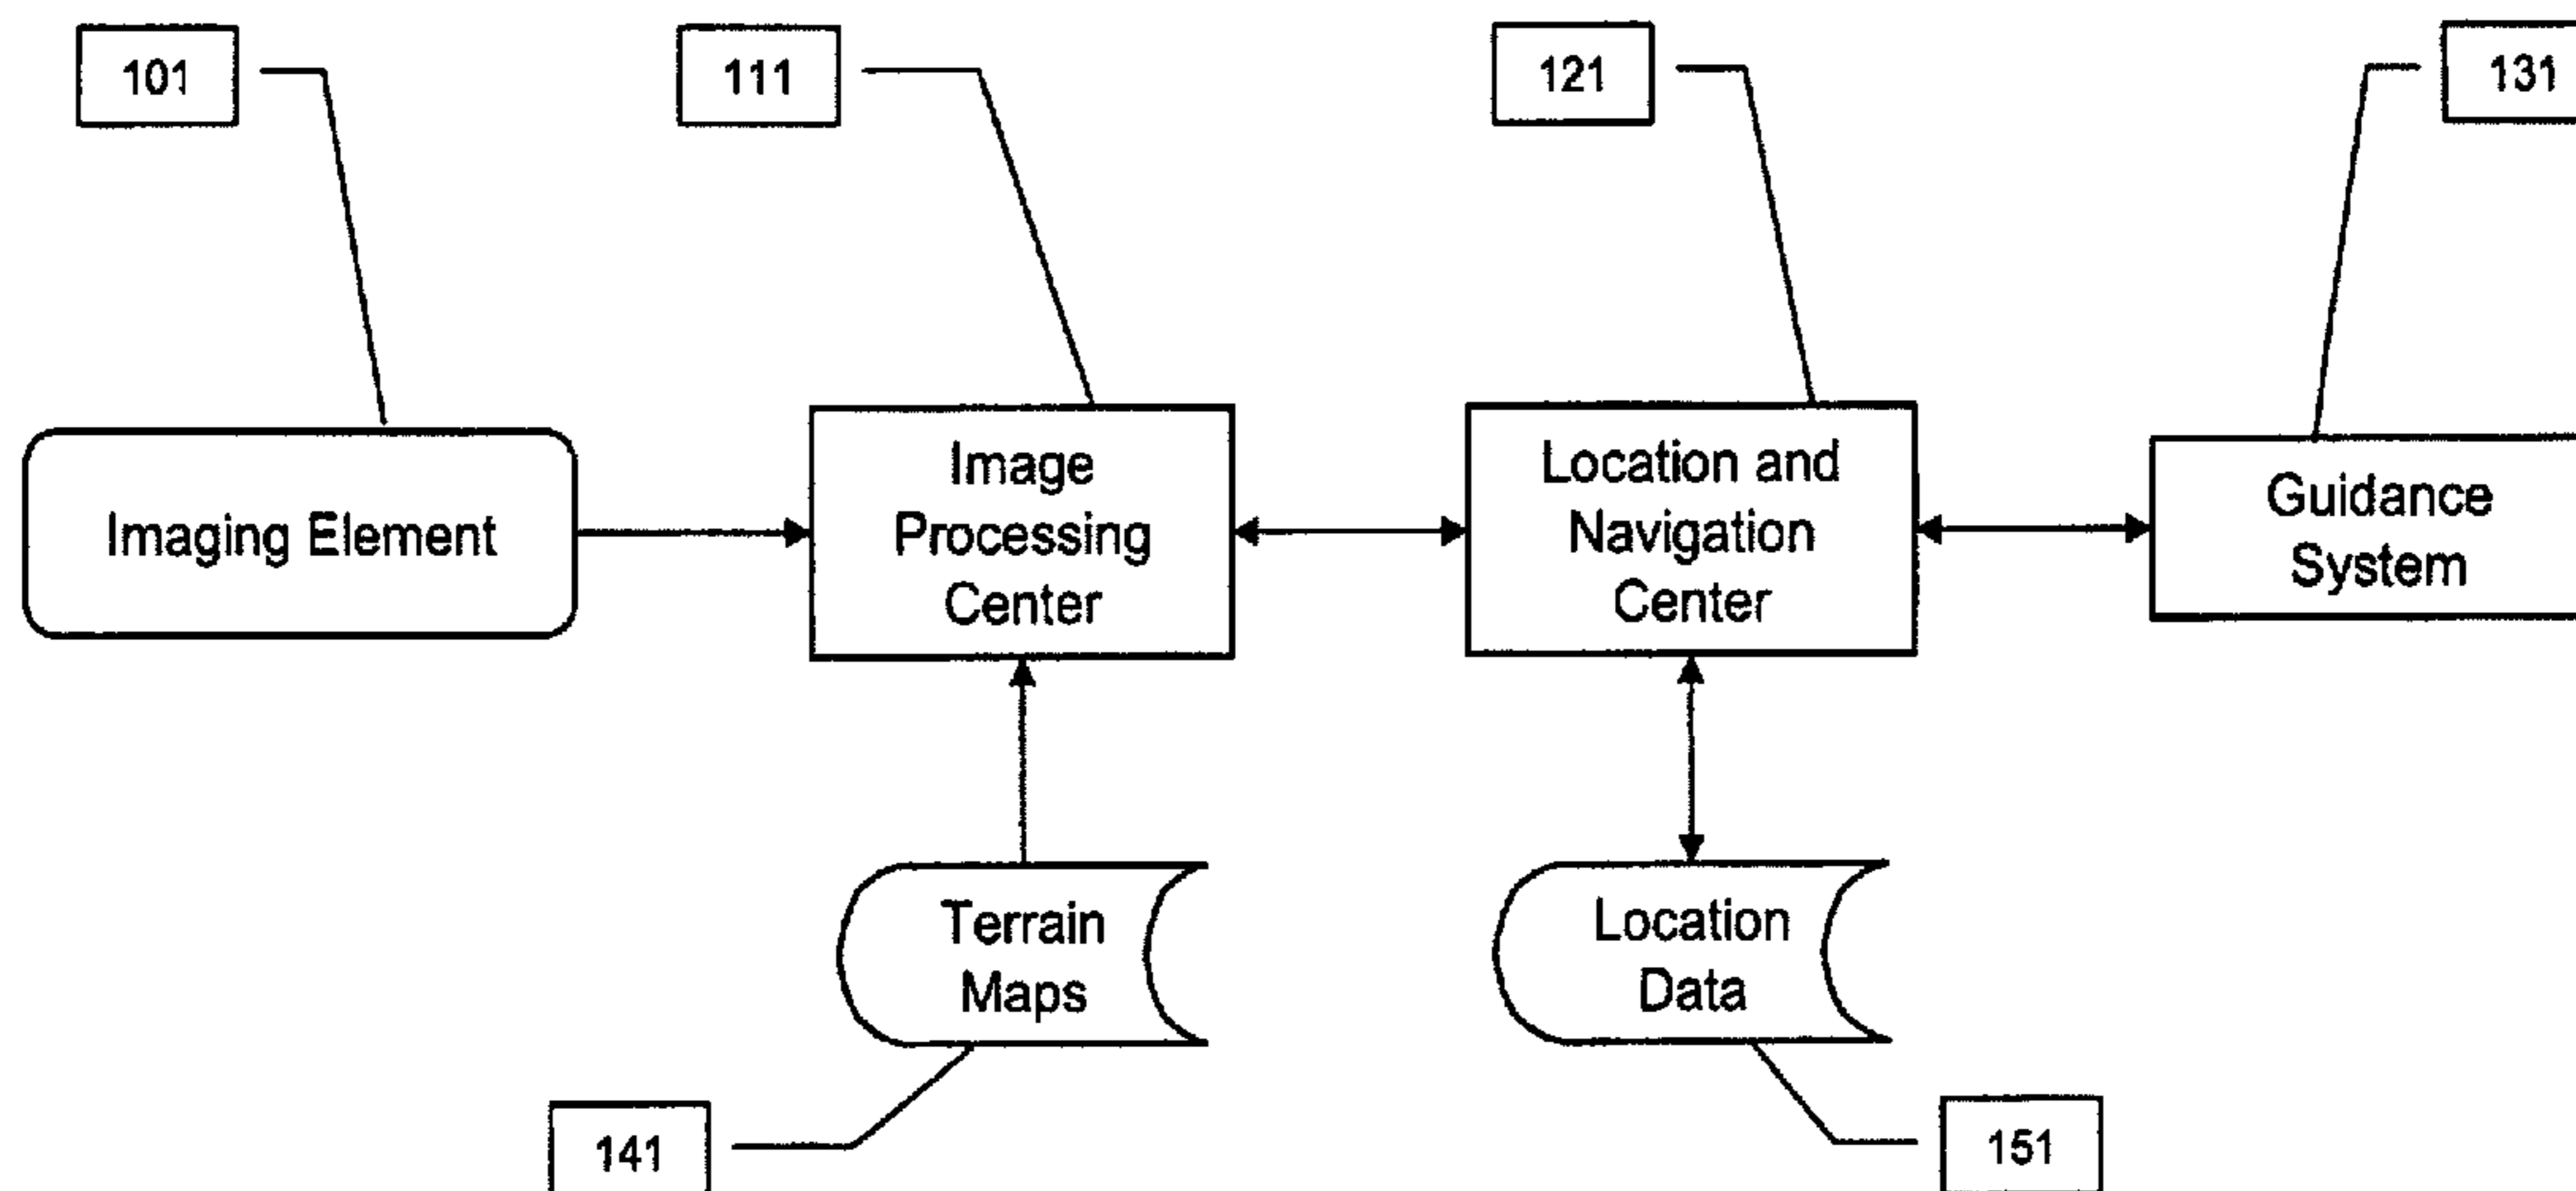 101
111
121
131
Imaging Element
Image
Processing
Center
Location and
Navigation
Center
Guidance
System
Terrain
Maps
Location
Data
141
151